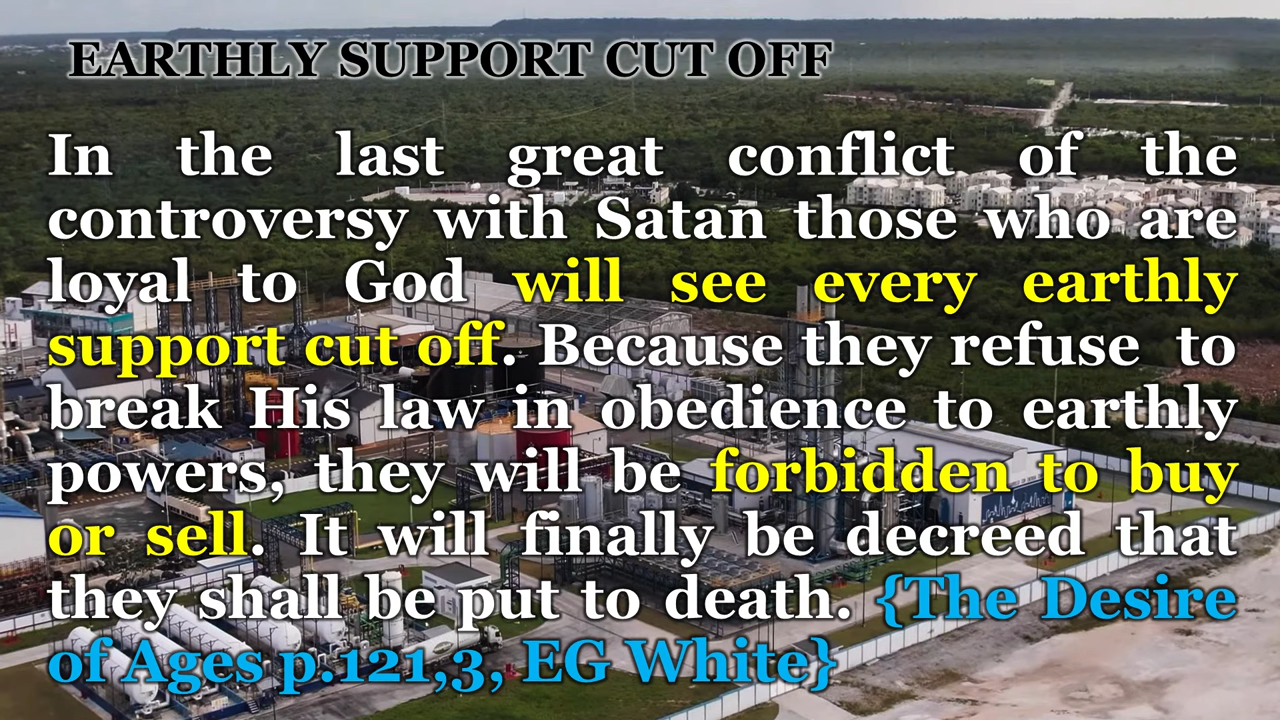 EARTHLY SUPPORT CUT OFF
In the last great conflict of the
controversy with Satan those who are
loyal to God will see every earthly
support cut off. Because they refuse to
break His law in obedience to earthly
powers, they will be forbidden to buy
or sell. It will finally be decreed that
they shall be put to death. {The Desire
of Ages p.121,3, EG White}